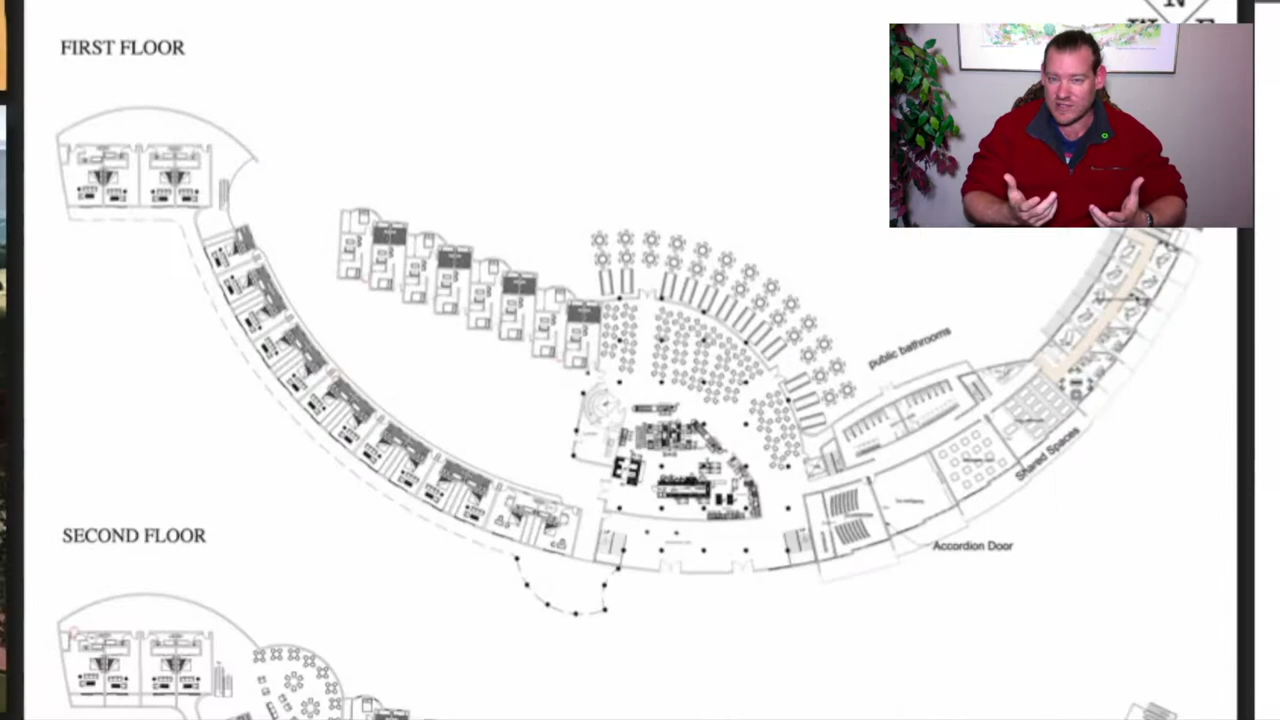 N
W E
FIRST FLOOR
public bathrooms
Shared Spaces
Accordion Door
SECOND FLOOR